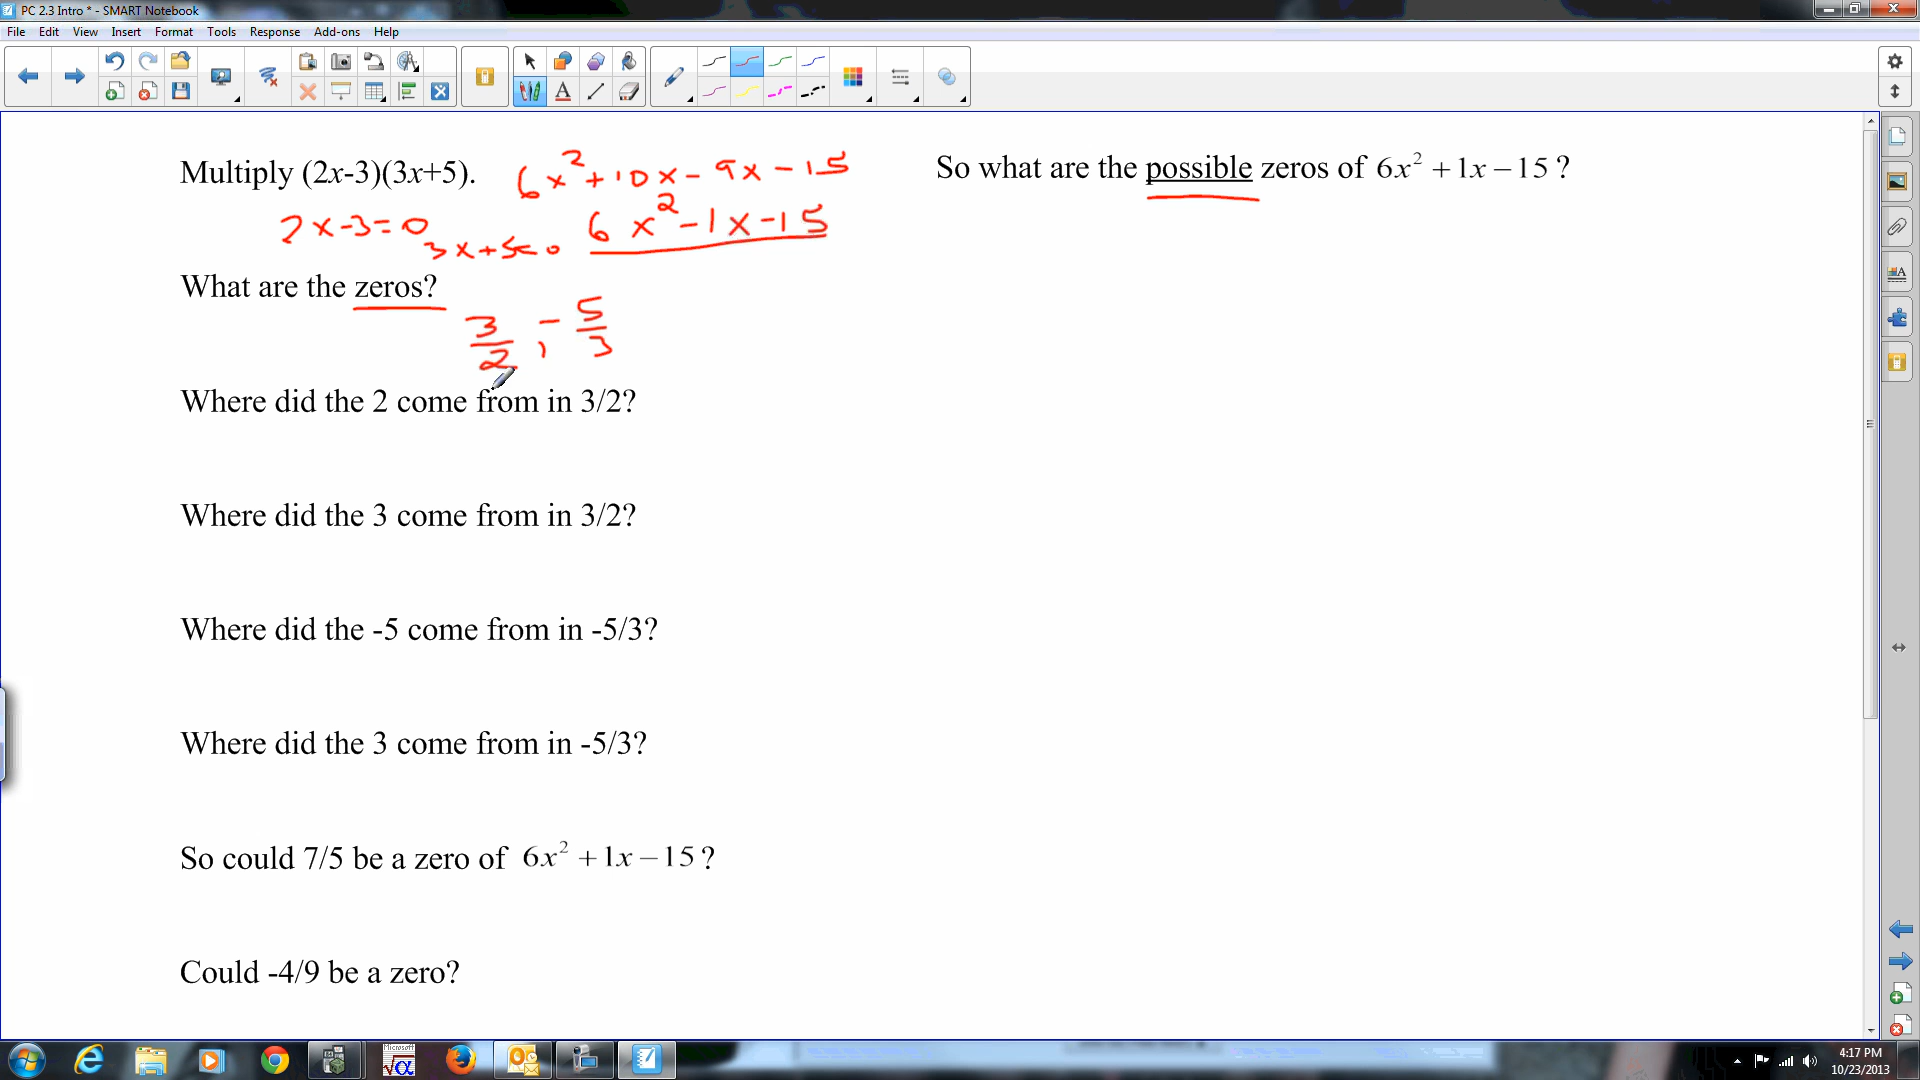 PC 2.3 Intro * - SMART Notebook
File Edit View Insert Format Tools Response Add-ons Help
Multiply (2x-3)(3x+5).
6x² + 10x - 9x - 15
2x-3=0
3x+5=0
6x² - 1x - 15
What are the zeros?
3/2, -5/3
Where did the 2 come from in 3/2?
Where did the 3 come from in 3/2?
Where did the -5 come from in -5/3?
Where did the 3 come from in -5/3?
So could 7/5 be a zero of 6x² + 1x − 15 ?
Could -4/9 be a zero?
So what are the possible zeros of 6x² + 1x − 15 ?
Microsoft
√α
4:17 PM
10/23/2013